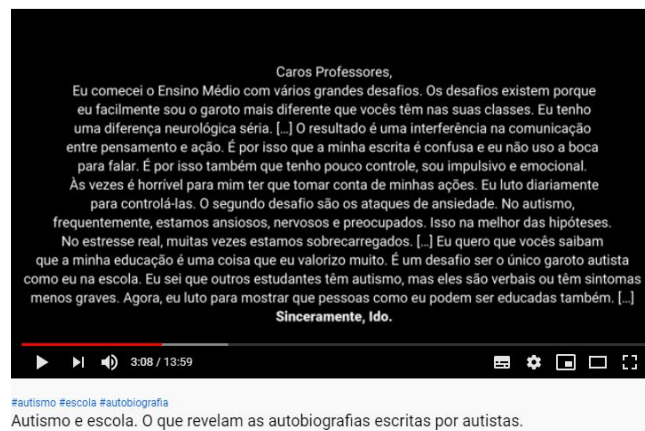 Caros Professores,
Eu comecei o Ensino Médio com vários grandes desafios. Os desafios existem porque
eu facilmente sou o garoto mais diferente que vocês têm nas suas classes. Eu tenho
uma diferença neurológica séria. [...] O resultado é uma interferência na comunicação
entre pensamento e ação. É por isso que a minha escrita é confusa e eu não uso a boca
para falar. É por isso também que tenho pouco controle, sou impulsivo e emocional.
Às vezes é horrível para mim ter que tomar conta de minhas ações. Eu luto diariamente
para controlá-las. O segundo desafio são os ataques de ansiedade. No autismo,
frequentemente, estamos ansiosos, nervosos e preocupados. Isso na melhor das hipóteses.
No estresse real, muitas vezes estamos sobrecarregados. [...] Eu quero que vocês saibam
que a minha educação é uma coisa que eu valorizo muito. É um desafio ser o único garoto autista
como eu na escola. Eu sei que outros estudantes têm autismo, mas eles são verbais ou têm sintomas
menos graves. Agora, eu luto para mostrar que pessoas como eu podem ser educadas também. [...]
Sinceramente, Ido.
3:08 / 13:59
#autismo #escola #autobiografia
Autismo e escola. O que revelam as autobiografias escritas por autistas.